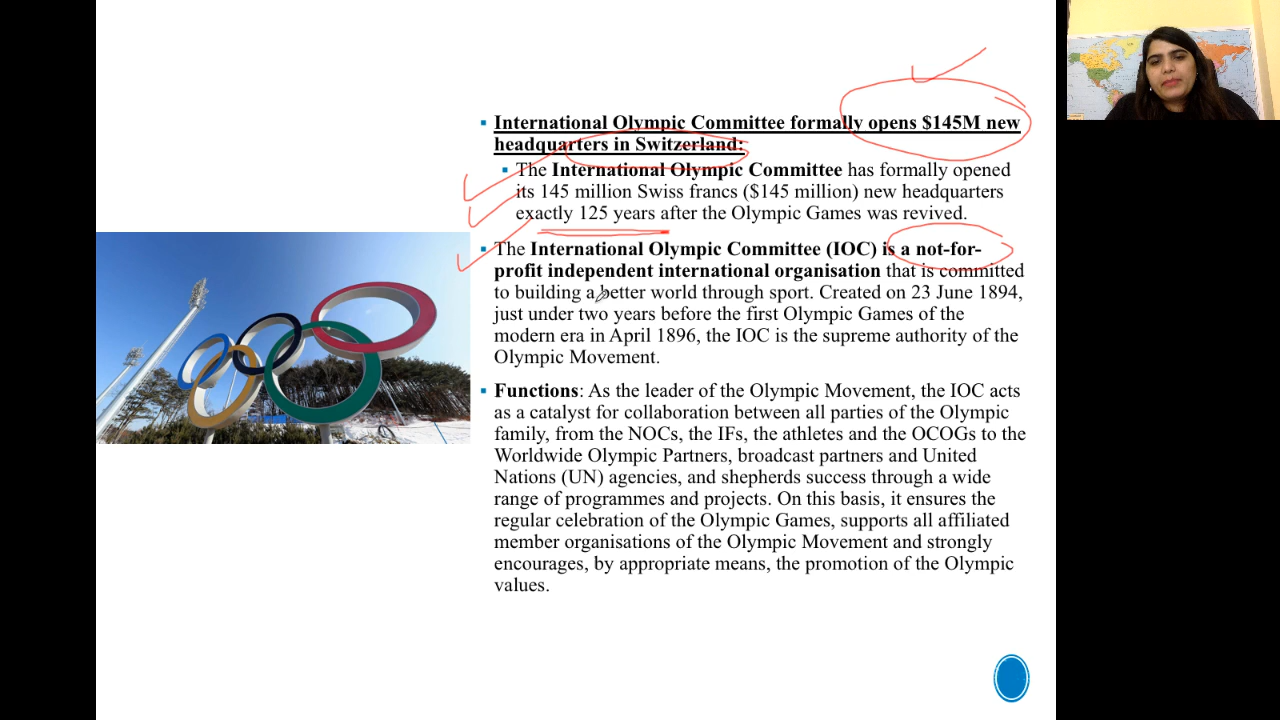 International Olympic Committee formally opens $145M new
headquarters in Switzerland:
The International Olympic Committee has formally opened
its 145 million Swiss francs ($145 million) new headquarters
exactly 125 years after the Olympic Games was revived.
The International Olympic Committee (IOC) is a not-for-
profit independent international organisation that is committed
to building a better world through sport. Created on 23 June 1894,
just under two years before the first Olympic Games of the
modern era in April 1896, the IOC is the supreme authority of the
Olympic Movement.
Functions: As the leader of the Olympic Movement, the IOC acts
as a catalyst for collaboration between all parties of the Olympic
family, from the NOCs, the IFs, the athletes and the OCOGs to the
Worldwide Olympic Partners, broadcast partners and United
Nations (UN) agencies, and shepherds success through a wide
range of programmes and projects. On this basis, it ensures the
regular celebration of the Olympic Games, supports all affiliated
member organisations of the Olympic Movement and strongly
encourages, by appropriate means, the promotion of the Olympic
values.